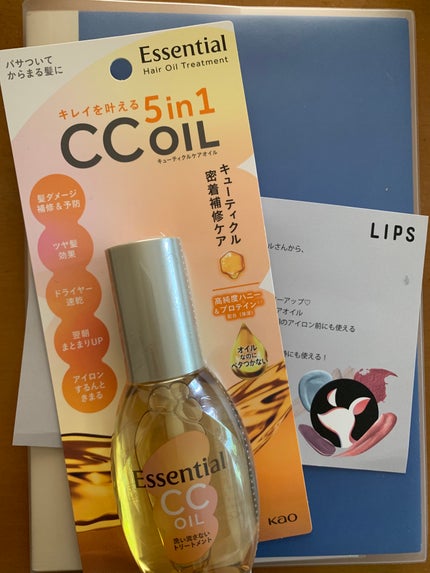 パサついて
からまる髪に
Essential
Hair Oil Treatment
キレイを叶える 5in1
CC OIL
キューティクルケアオイル
キューティクル
密着補修ケア
髪ダメージ
補修&予防
ツヤ髪
効果
ドライヤー
速乾
翌朝
まとまりUP
アイロン
するんと
きまる
高純度ハニー
&プロテイン
配合(保湿)
オイル
なのに
ベタつかない
Essential
CC
OIL
洗い流さない
トリートメント
Kao
LIPS
さんから、
ーアップ♡
アオイル
のアイロン前にも使える
にも使える!